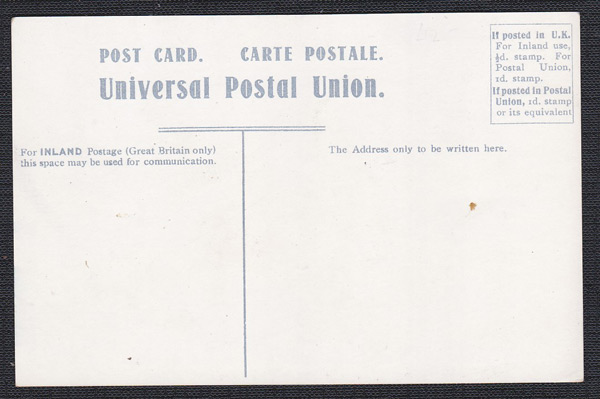 POST CARD. CARTE POSTALE.
Universal Postal Union.
If posted in U.K.
For Inland use,
½d. stamp. For
Postal Union,
1d. stamp.
If posted in Postal
Union, 1d. stamp
or its equivalent
For INLAND Postage (Great Britain only)
this space may be used for communication.
The Address only to be written here.